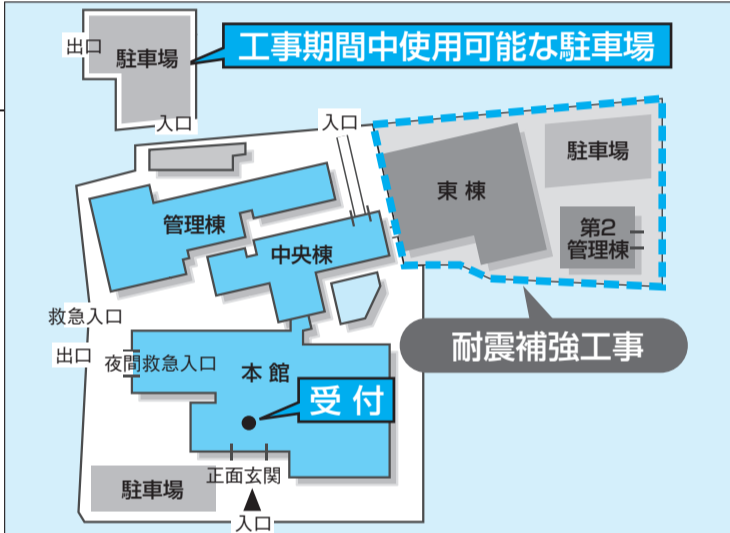 出口
駐車場
工事期間中使用可能な駐車場
入口
入口
駐車場
東棟
第2
管理棟
管理棟
中央棟
耐震補強工事
救急入口
出口
夜間救急入口
本館
受付
正面玄関
駐車場
入口